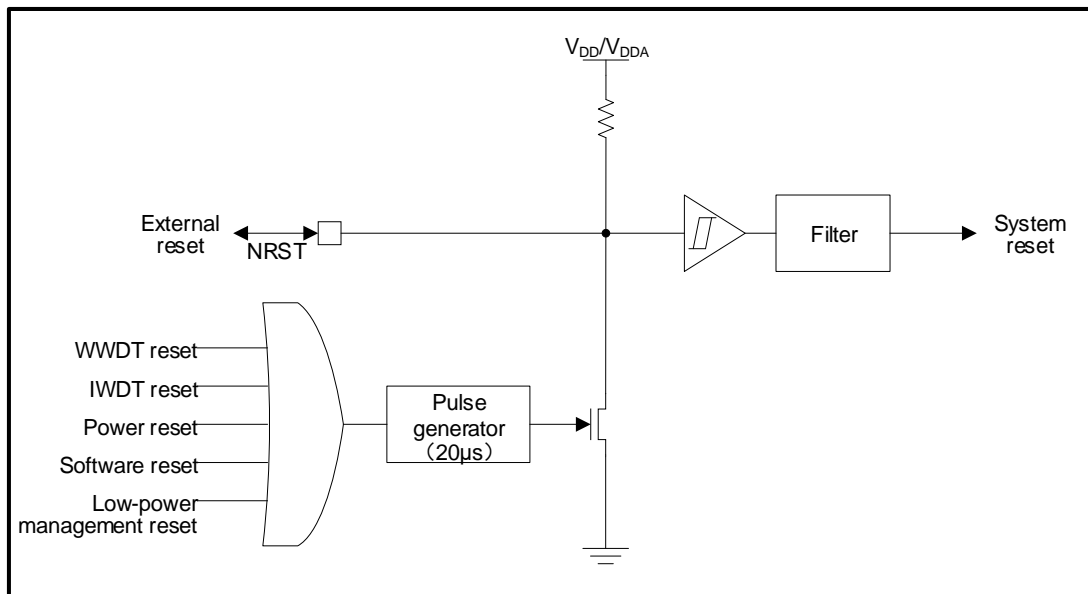 VDD/VDDA
External
reset
NRST
Filter
System
reset
WWDT reset
IWDT reset
Power reset
Software reset
Low-power
management reset
Pulse
generator
（20μs）